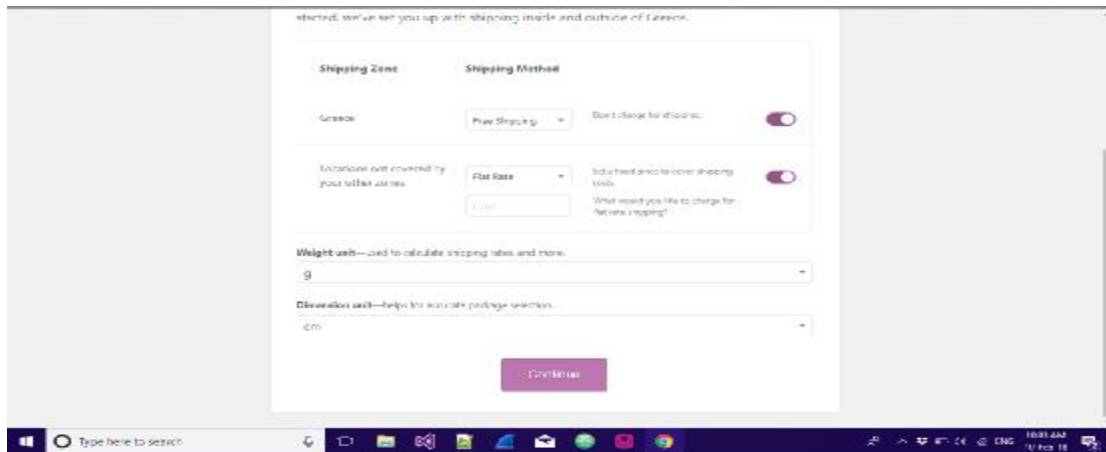 started, we've set you up with shipping inside and outside of Greece.
Shipping Zone Shipping Method
Greece Free Shipping Don't charge for shipping.
Locations not covered by your other zones Flat Rate Set a fixed price to cover shipping costs.
Cost What would you like to charge for flat rate shipping?
Weight unit—used to calculate shipping rates and more.
g
Dimension unit—helps for accurate package selection.
cm
Continue
Type here to search ENG 10 Feb 18